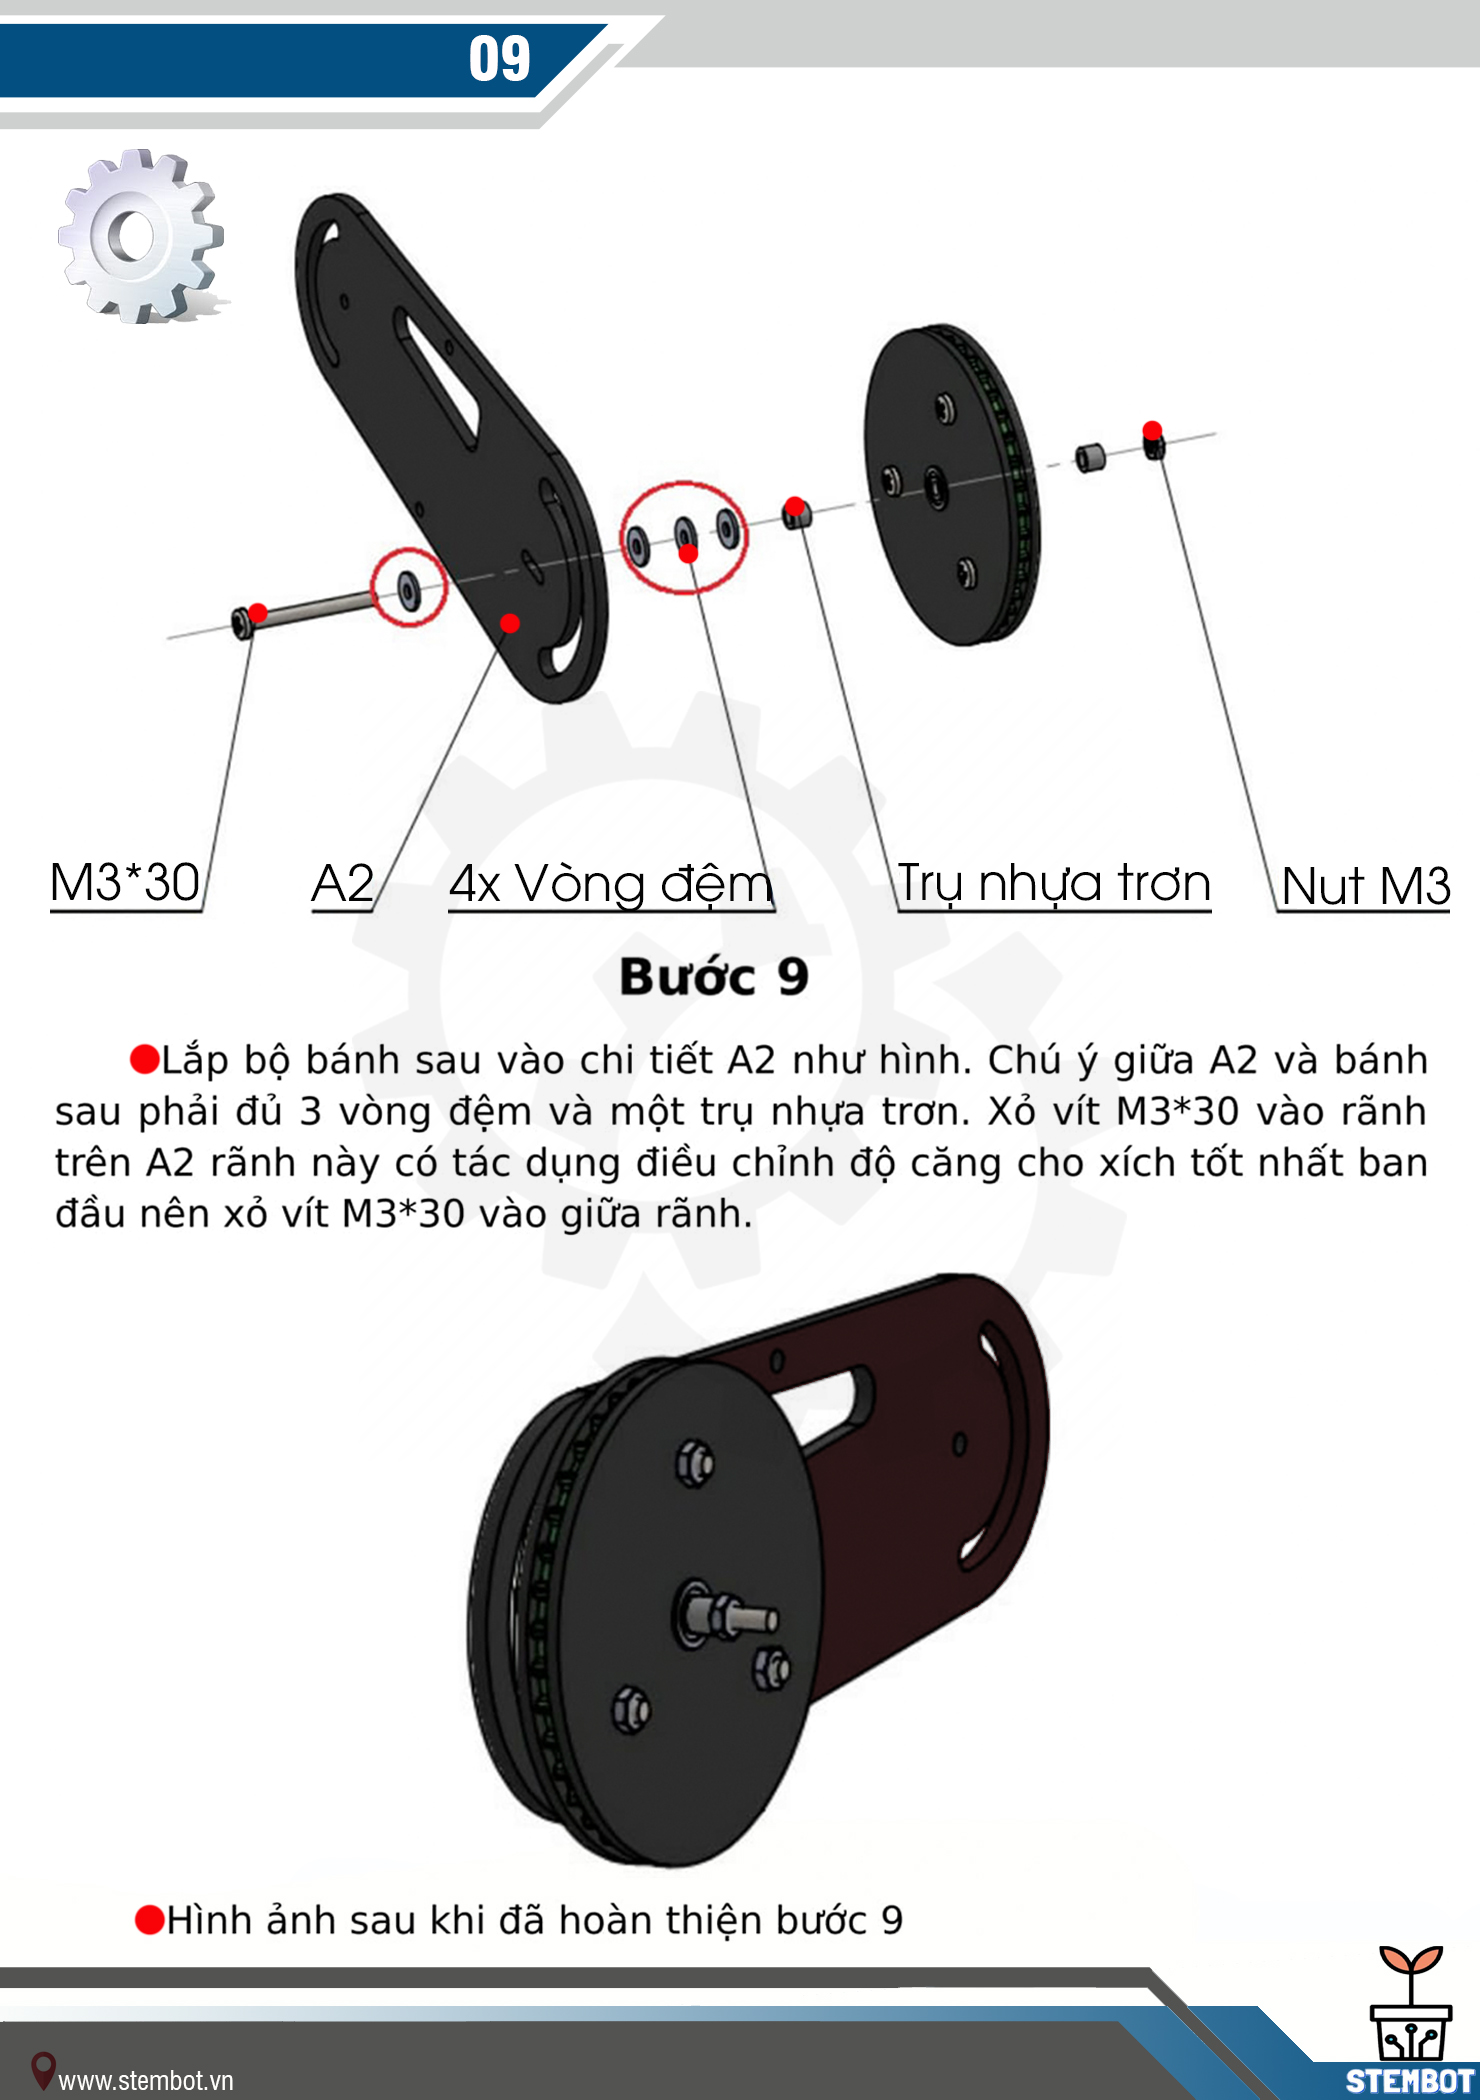 09
M3*30
A2
4x Vòng đệm
Trụ nhựa trơn
Nut M3
Bước 9
Lắp bộ bánh sau vào chi tiết A2 như hình. Chú ý giữa A2 và bánh
sau phải đủ 3 vòng đệm và một trụ nhựa trơn. Xỏ vít M3*30 vào rãnh
trên A2 rãnh này có tác dụng điều chỉnh độ căng cho xích tốt nhất ban
đầu nên xỏ vít M3*30 vào giữa rãnh.
Hình ảnh sau khi đã hoàn thiện bước 9
www.stembot.vn
STEMBOT